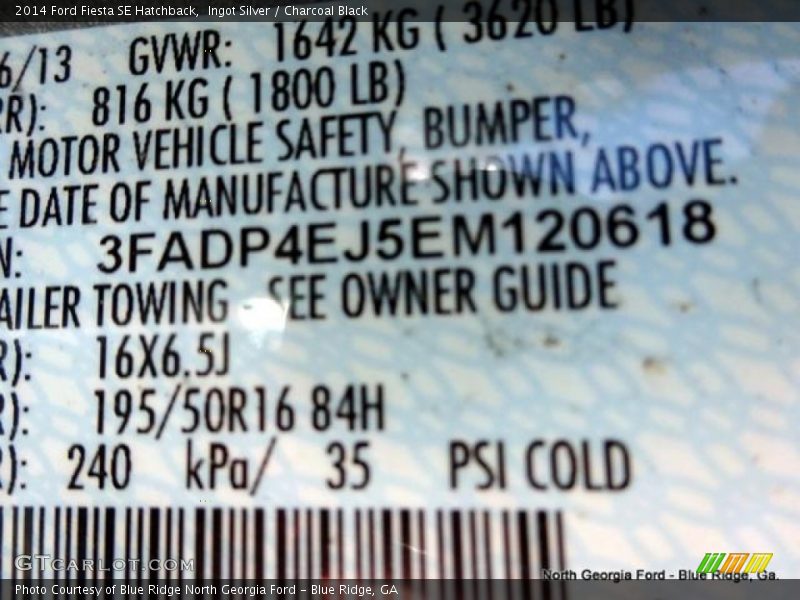 2014 Ford Fiesta SE Hatchback,  Ingot Silver / Charcoal Black
6/13 GVWR: 1642 KG ( 3620 LB)
RR): 816 KG ( 1800 LB)
MOTOR VEHICLE SAFETY, BUMPER,
E DATE OF MANUFACTURE SHOWN ABOVE.
N: 3FADP4EJ5EM120618
AILER TOWING - SEE OWNER GUIDE
R): 16X6.5J
R): 195/50R16 84H
R): 240 kPa/ 35 PSI COLD
GTcarlot.com
North Georgia Ford - Blue Ridge, Ga.
Photo Courtesy of Blue Ridge North Georgia Ford – Blue Ridge, GA